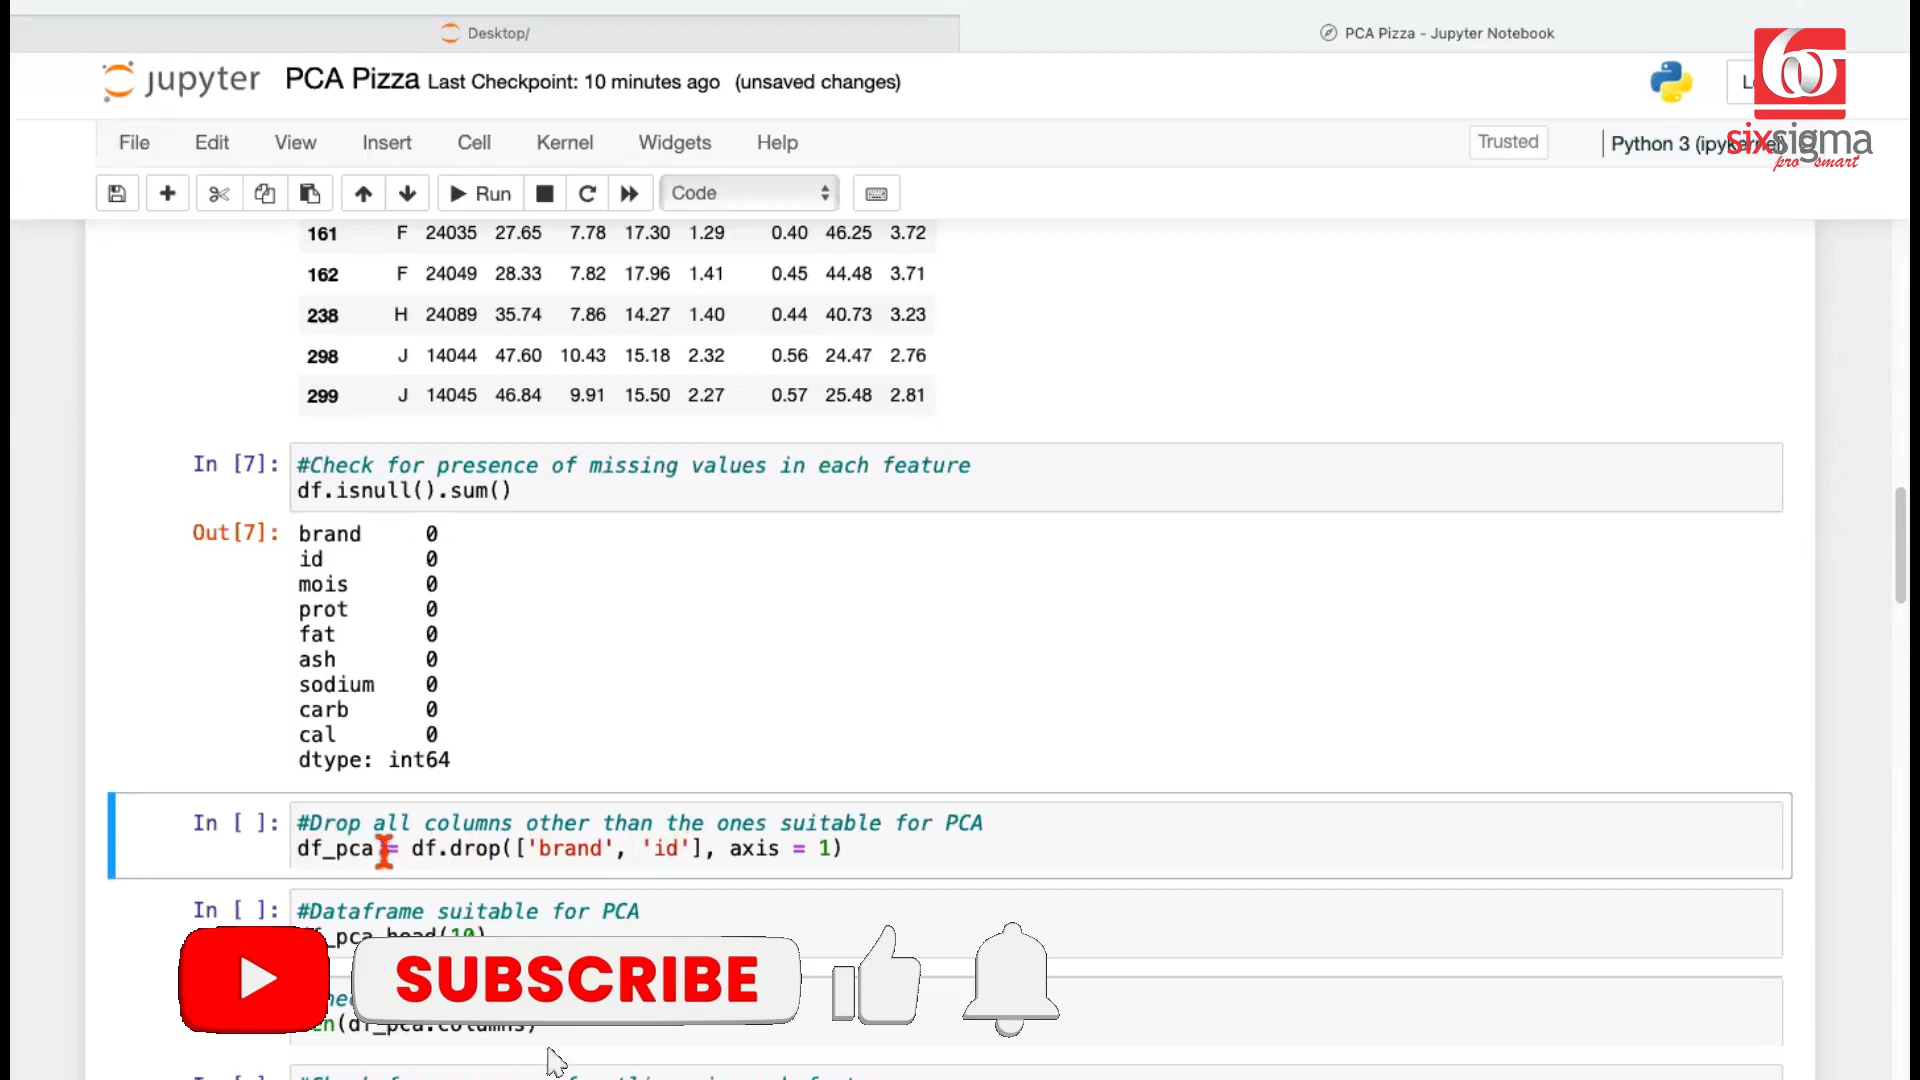 Desktop/
PCA Pizza - Jupyter Notebook
jupyter PCA Pizza Last Checkpoint: 10 minutes ago (unsaved changes)
sixsigma
pro smart
File Edit View Insert Cell Kernel Widgets Help
Trusted
Python 3
Run
Code
161 F 24035 27.65 7.78 17.30 1.29 0.40 46.25 3.72
162 F 24049 28.33 7.82 17.96 1.41 0.45 44.48 3.71
238 H 24089 35.74 7.86 14.27 1.40 0.44 40.73 3.23
298 J 14044 47.60 10.43 15.18 2.32 0.56 24.47 2.76
299 J 14045 46.84 9.91 15.50 2.27 0.57 25.48 2.81
In [7]: #Check for presence of missing values in each feature
df.isnull().sum()
Out[7]: brand 0
id 0
mois 0
prot 0
fat 0
ash 0
sodium 0
carb 0
cal 0
dtype: int64
In [ ]: #Drop all columns other than the ones suitable for PCA
df_pca = df.drop(['brand', 'id'], axis = 1)
In [ ]: #Dataframe suitable for PCA
df_pca.head(10)
SUBSCRIBE